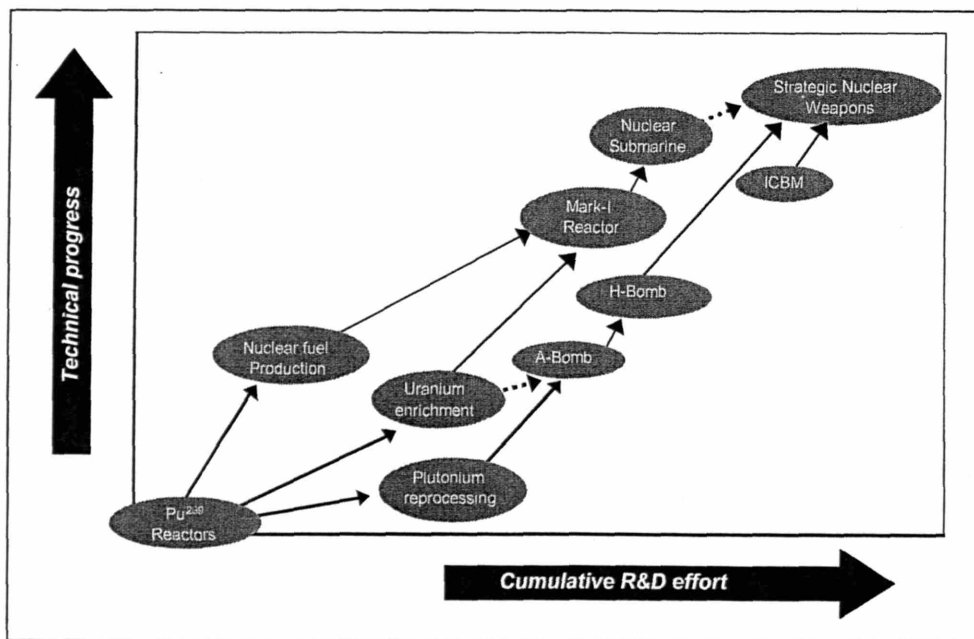 Technical progress
Strategic Nuclear
Weapons
Nuclear
Submarine
ICBM
Mark-I
Reactor
H-Bomb
Nuclear fuel
Production
A-Bomb
Uranium
enrichment
Plutonium
reprocessing
Pu²³⁹
Reactors
Cumulative R&D effort